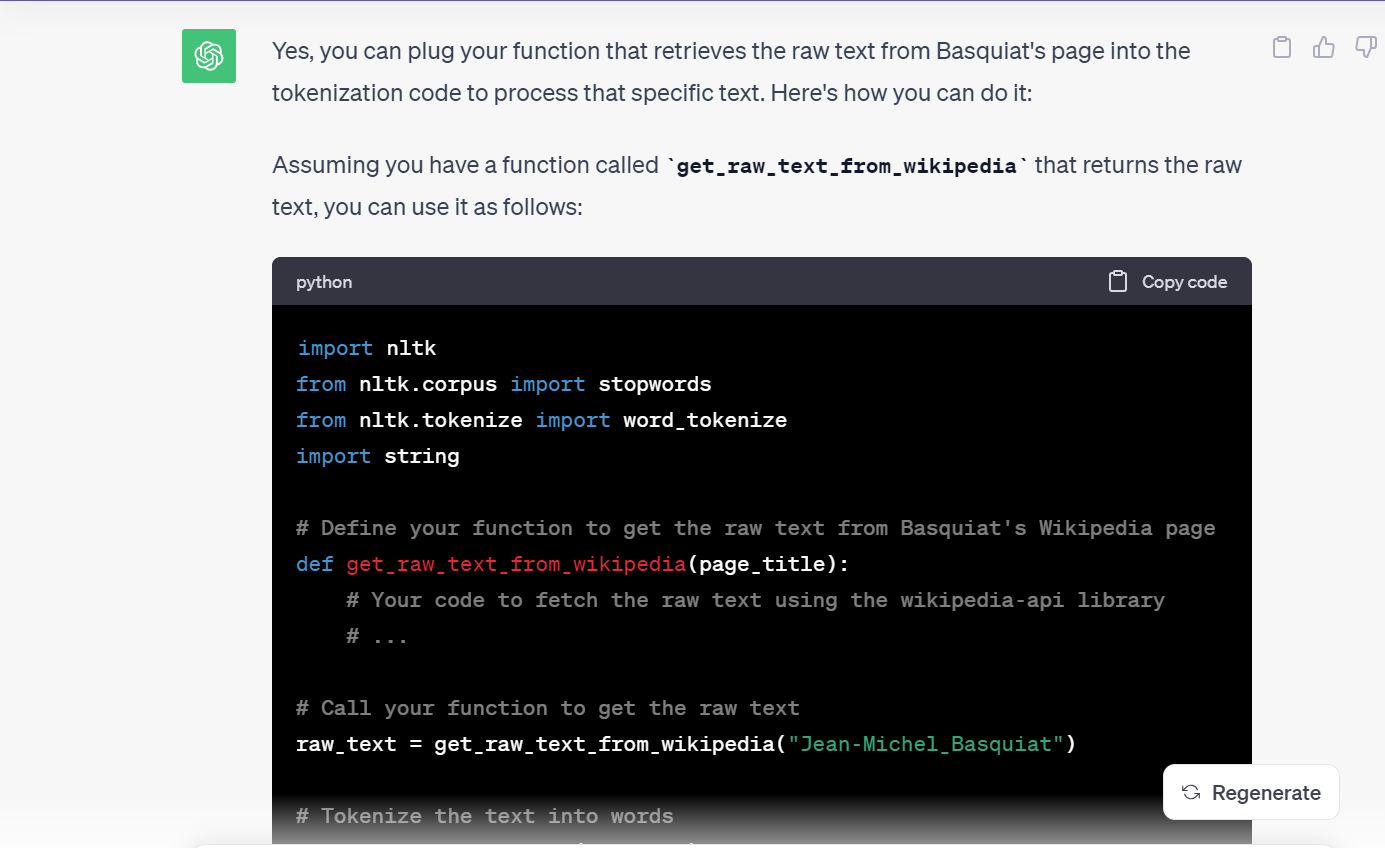 Yes, you can plug your function that retrieves the raw text from Basquiat's page into the
tokenization code to process that specific text. Here's how you can do it:
Assuming you have a function called `get_raw_text_from_wikipedia` that returns the raw
text, you can use it as follows:
python
Copy code
import nltk
from nltk.corpus import stopwords
from nltk.tokenize import word_tokenize
import string
# Define your function to get the raw text from Basquiat's Wikipedia page
def get_raw_text_from_wikipedia(page_title):
    # Your code to fetch the raw text using the wikipedia-api library
    # ...
# Call your function to get the raw text
raw_text = get_raw_text_from_wikipedia("Jean-Michel_Basquiat")
Regenerate
# Tokenize the text into words